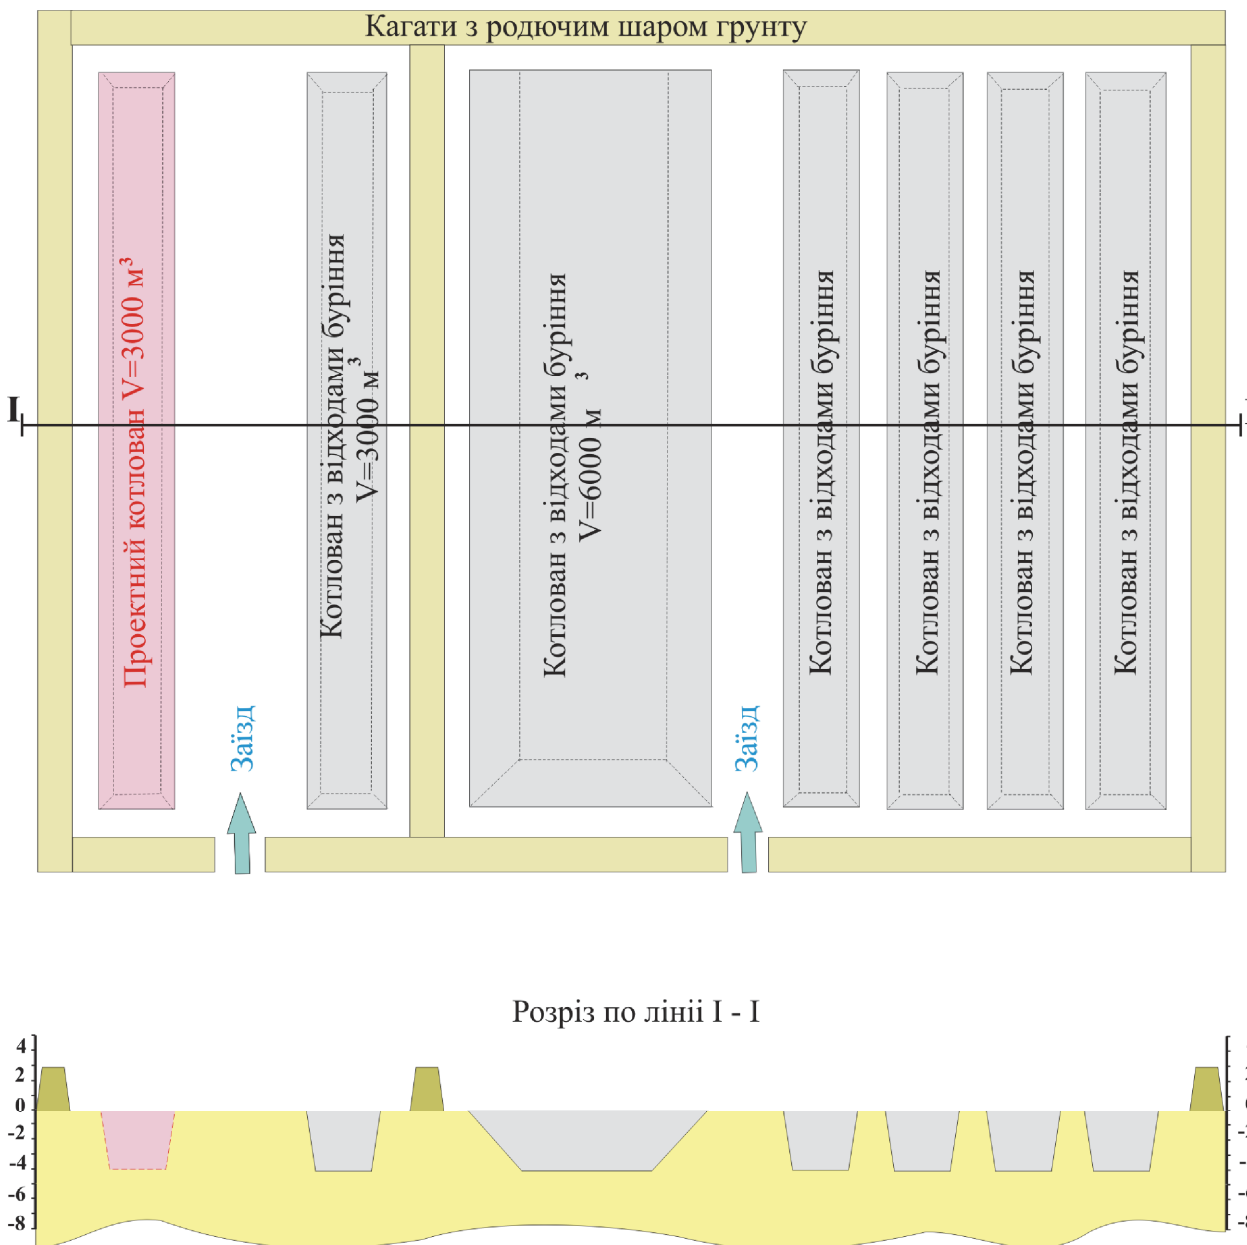 Кагати з родючим шаром грунту
Проектний котлован V=3000 м³
Котлован з відходами буріння
V=3000 м³
Котлован з відходами буріння
V=6000 м³
Котлован з відходами буріння
Котлован з відходами буріння
Котлован з відходами буріння
Котлован з відходами буріння
I
Заїзд
Заїзд
Розріз по лініі I - I
4
2
0
-2
-4
-6
-8